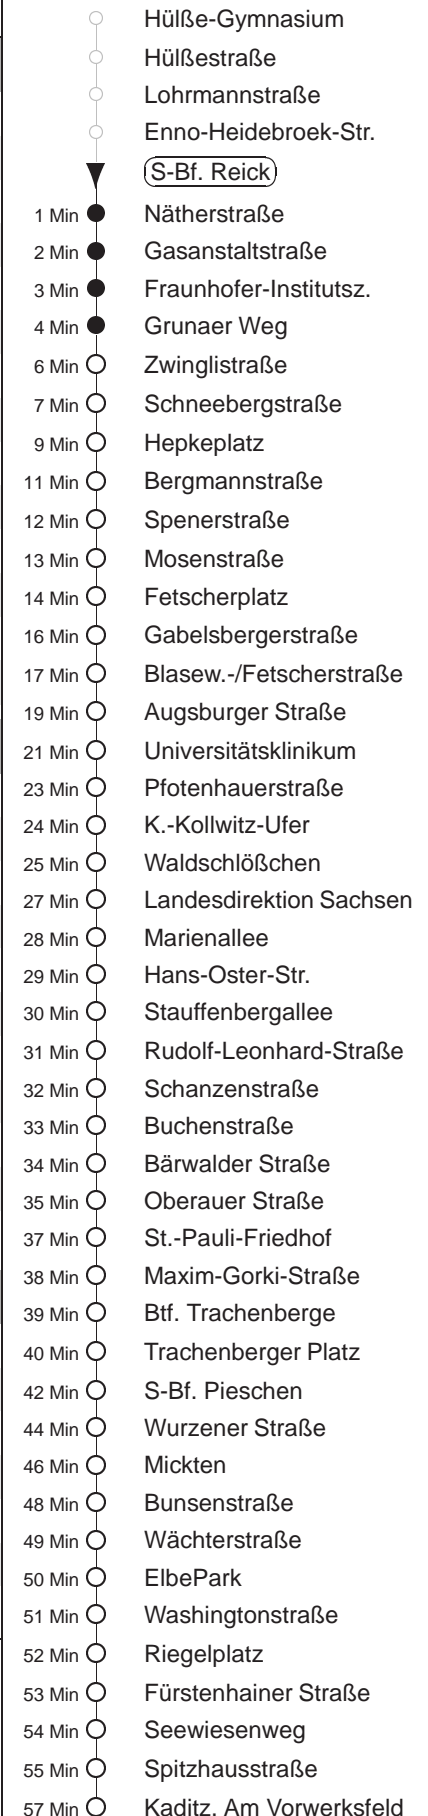 Hülße-Gymnasium
Hülßestraße
Lohrmannstraße
Enno-Heidebroek-Str.
S-Bf. Reick
1 Min Nätherstraße
2 Min Gasanstaltstraße
3 Min Fraunhofer-Institutsz.
4 Min Grunaer Weg
6 Min Zwinglistraße
7 Min Schneebergstraße
9 Min Hepkeplatz
11 Min Bergmannstraße
12 Min Spenerstraße
13 Min Mosenstraße
14 Min Fetscherplatz
16 Min Gabelsbergerstraße
17 Min Blasew.-/Fetscherstraße
19 Min Augsburger Straße
21 Min Universitätsklinikum
23 Min Pfotenhauerstraße
24 Min K.-Kollwitz-Ufer
25 Min Waldschlößchen
27 Min Landesdirektion Sachsen
28 Min Marienallee
29 Min Hans-Oster-Str.
30 Min Stauffenbergallee
31 Min Rudolf-Leonhard-Straße
32 Min Schanzenstraße
33 Min Buchenstraße
34 Min Bärwalder Straße
35 Min Oberauer Straße
37 Min St.-Pauli-Friedhof
38 Min Maxim-Gorki-Straße
39 Min Btf. Trachenberge
40 Min Trachenberger Platz
42 Min S-Bf. Pieschen
44 Min Wurzener Straße
46 Min Mickten
48 Min Bunsenstraße
49 Min Wächterstraße
50 Min ElbePark
51 Min Washingtonstraße
52 Min Riegelplatz
53 Min Fürstenhainer Straße
54 Min Seewiesenweg
55 Min Spitzhausstraße
57 Min Kaditz, Am Vorwerksfeld